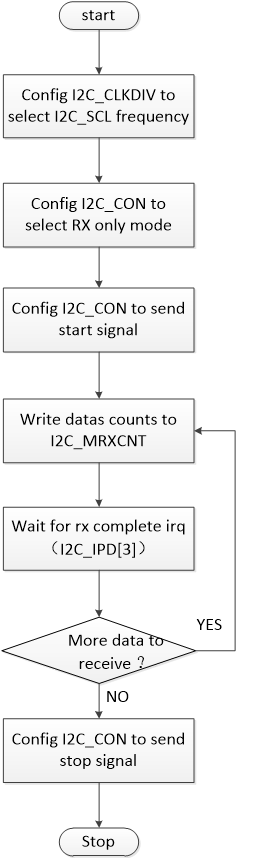 start
Config I2C_CLKDIV to
select I2C_SCL frequency
Config I2C_CON to
select RX only mode
Config I2C_CON to send
start signal
Write datas counts to
I2C_MRXCNT
Wait for rx complete irq
（I2C_IPD[3]）
More data to
receive ？
YES
NO
Config I2C_CON to send
stop signal
Stop